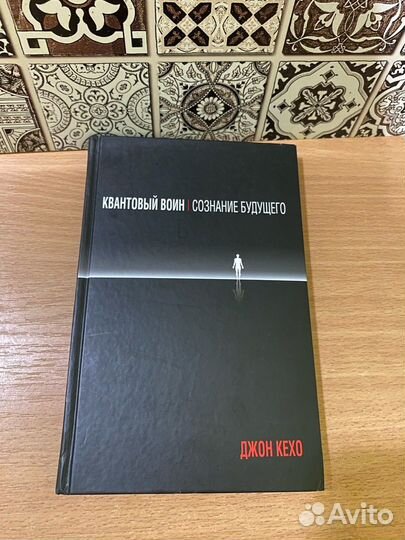 КВАНТОВЫЙ ВОИН | СОЗНАНИЕ БУДУЩЕГО
ДЖОН КЕХО
Avito